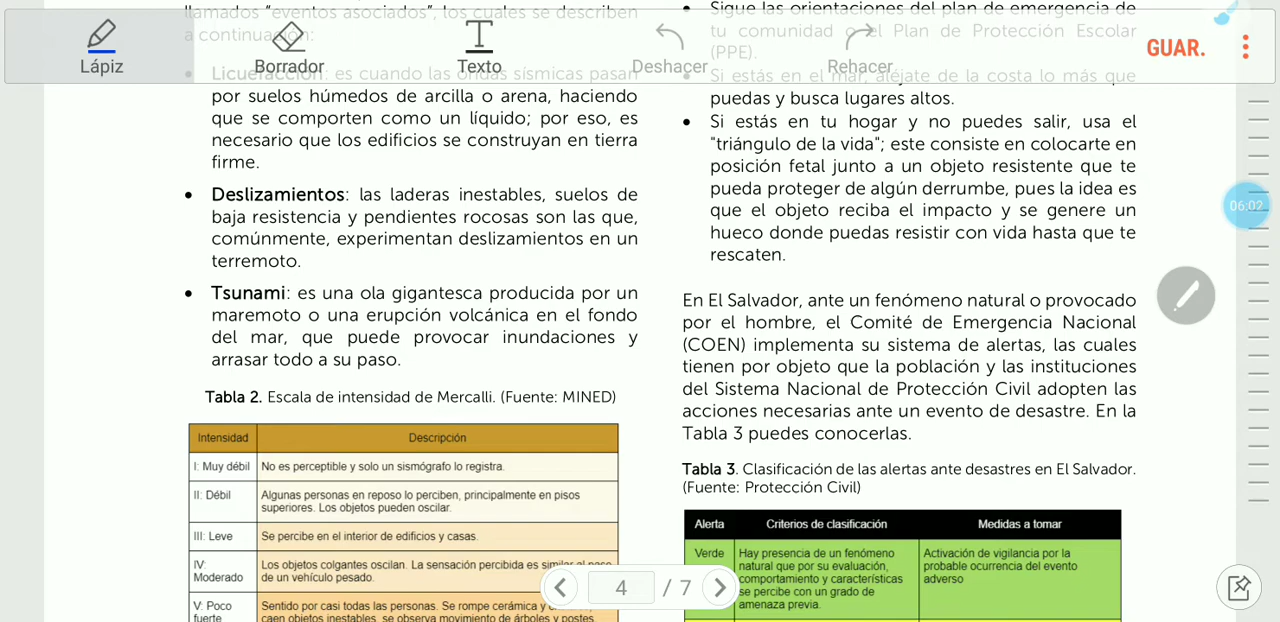 llamados "eventos asociados", los cuales se describen
a continuación:
Lápiz
Borrador
Texto
Deshacer
Rehacer
GUAR.
Licuefacción: es cuando las ondas sísmicas pasan
por suelos húmedos de arcilla o arena, haciendo
que se comporten como un líquido; por eso, es
necesario que los edificios se construyan en tierra
firme.
• Deslizamientos: las laderas inestables, suelos de
baja resistencia y pendientes rocosas son las que,
comúnmente, experimentan deslizamientos en un
terremoto.
• Tsunami: es una ola gigantesca producida por un
maremoto o una erupción volcánica en el fondo
del mar, que puede provocar inundaciones y
arrasar todo a su paso.
Tabla 2. Escala de intensidad de Mercalli. (Fuente: MINED)
Intensidad Descripción
I: Muy débil No es perceptible y solo un sismógrafo lo registra.
II: Débil Algunas personas en reposo lo perciben, principalmente en pisos
superiores. Los objetos pueden oscilar.
III: Leve Se percibe en el interior de edificios y casas.
IV: Los objetos colgantes oscilan. La sensación percibida es similar al paso
Moderado de un vehículo pesado.
V: Poco Sentido por casi todas las personas. Se rompe cerámica y
fuerte caen objetos inestables, se observa movimiento de árboles y postes.
• Sigue las orientaciones del plan de emergencia de
tu comunidad o el Plan de Protección Escolar
(PPE).
• Si estás en el mar, aléjate de la costa lo más que
puedas y busca lugares altos.
• Si estás en tu hogar y no puedes salir, usa el
"triángulo de la vida"; este consiste en colocarte en
posición fetal junto a un objeto resistente que te
pueda proteger de algún derrumbe, pues la idea es
que el objeto reciba el impacto y se genere un
hueco donde puedas resistir con vida hasta que te
rescaten.
En El Salvador, ante un fenómeno natural o provocado
por el hombre, el Comité de Emergencia Nacional
(COEN) implementa su sistema de alertas, las cuales
tienen por objeto que la población y las instituciones
del Sistema Nacional de Protección Civil adopten las
acciones necesarias ante un evento de desastre. En la
Tabla 3 puedes conocerlas.
Tabla 3. Clasificación de las alertas ante desastres en El Salvador.
(Fuente: Protección Civil)
Alerta Criterios de clasificación Medidas a tomar
Verde Hay presencia de un fenómeno Activación de vigilancia por la
natural que por su evaluación, probable ocurrencia del evento
comportamiento y características adverso
se percibe con un grado de
amenaza previa.
4 / 7
06:02